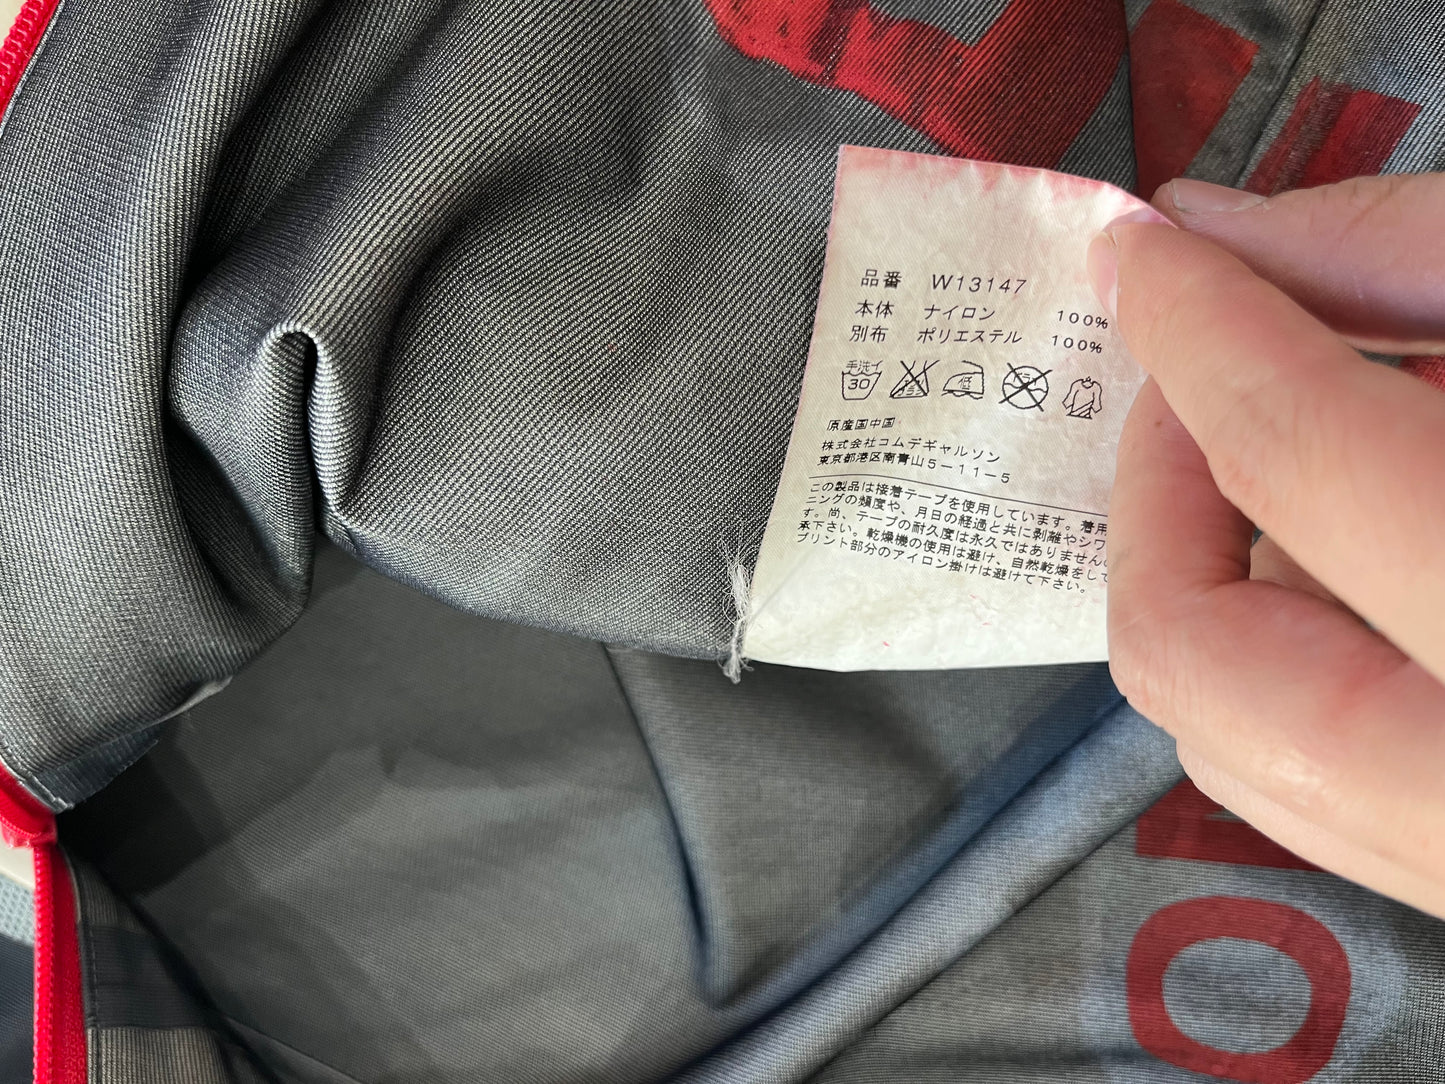 品番 W13147
本体 ナイロン 100%
別布 ポリエステル 100%
手洗イ
30
低
原産国中国
株式会社コムデギャルソン
東京都港区南青山5-11-5
この製品は接着テープを使用しています。着用
ニングの頻度や、月日の経過と共に剥離やシワ
す。尚、テープの耐久度は永久ではありません
承下さい。乾燥機の使用は避け、自然乾燥をして
プリント部分のアイロン掛けは避けて下さい。